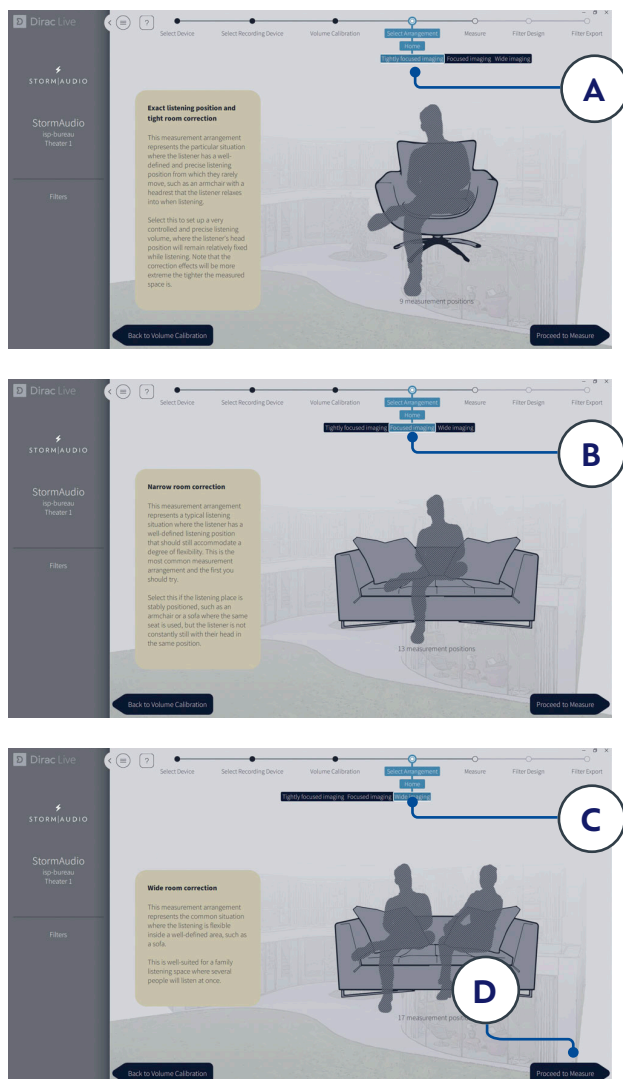 Dirac Live
Select Device
Select Recording Device
Volume Calibration
Select Arrangement
Measure
Filter Design
Filter Export
Home
Tightly focused imaging Focused imaging Wide imaging
A
STORM|AUDIO
StormAudio
isp-bureau
Theater 1
Filters
Exact listening position and
tight room correction
This measurement arrangement
represents the particular situation
where the listener has a well-
defined and precise listening
position from which they rarely
move, such as an armchair with a
headrest that the listener relaxes
into when listening.
Select this to set up a very
controlled and precise listening
volume, where the listener's head
position will remain relatively fixed
while listening. Note that the
correction effects will be more
extreme the tighter the measured
space is.
9 measurement positions
Back to Volume Calibration
Proceed to Measure
Dirac Live
Select Device
Select Recording Device
Volume Calibration
Select Arrangement
Measure
Filter Design
Filter Export
Home
Tightly focused imaging Focused imaging Wide imaging
B
STORM|AUDIO
StormAudio
isp-bureau
Theater 1
Filters
Narrow room correction
This measurement arrangement
represents a typical listening
situation where the listener has a
well-defined listening position
that should still accommodate a
degree of flexibility. This is the
most common measurement
arrangement and the first you
should try.
Select this if the listening place is
stably positioned, such as an
armchair or a sofa where the same
seat is used, but the listener is not
constantly still with their head in
the same position.
13 measurement positions
Back to Volume Calibration
Proceed to Measure
Dirac Live
Select Device
Select Recording Device
Volume Calibration
Select Arrangement
Measure
Filter Design
Filter Export
Home
Tightly focused imaging Focused imaging Wide imaging
C
STORM|AUDIO
StormAudio
isp-bureau
Theater 1
Filters
Wide room correction
This measurement arrangement
represents the common situation
where the listening is flexible
inside a well-defined area, such as
a sofa.
This is well-suited for a family
listening space where several
people will listen at once.
D
17 measurement positions
Back to Volume Calibration
Proceed to Measure